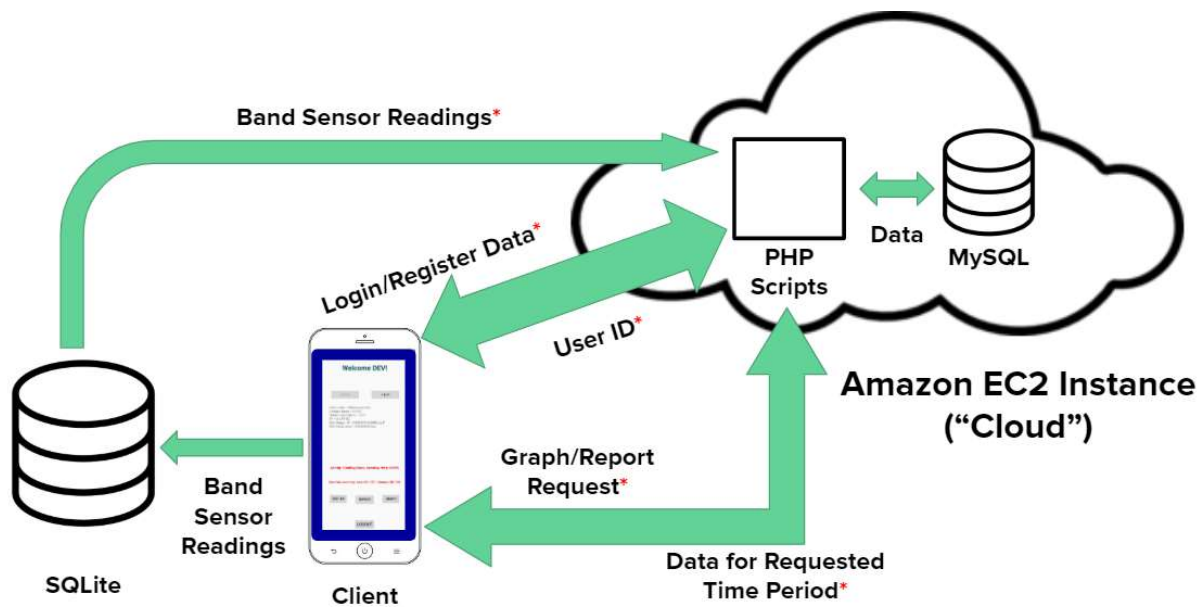 Band Sensor Readings*
Login/Register Data*
User ID*
PHP
Scripts
Data
MySQL
Amazon EC2 Instance
("Cloud")
Welcome DEV!
Graph/Report
Request*
Band
Sensor
Readings
Data for Requested
Time Period*
SQLite
Client
LOGOUT